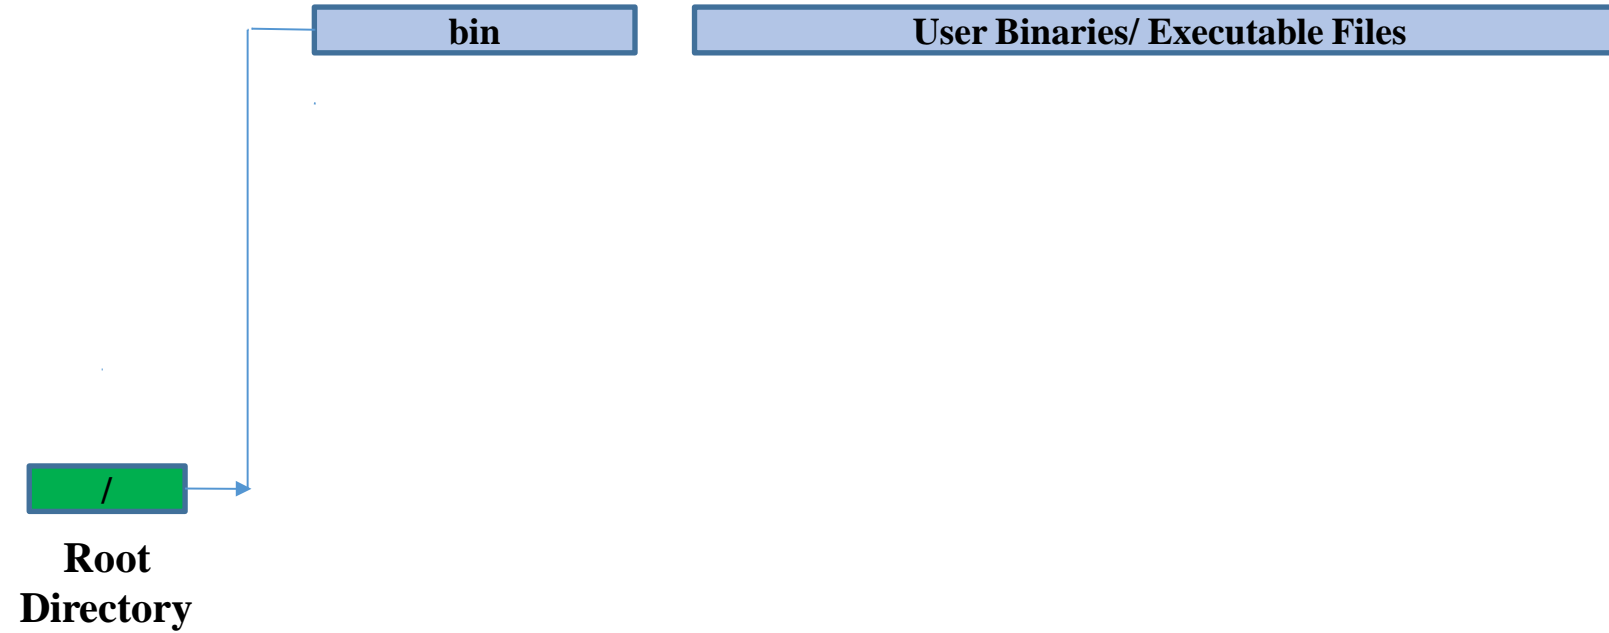 bin
User Binaries/ Executable Files
/
Root
Directory